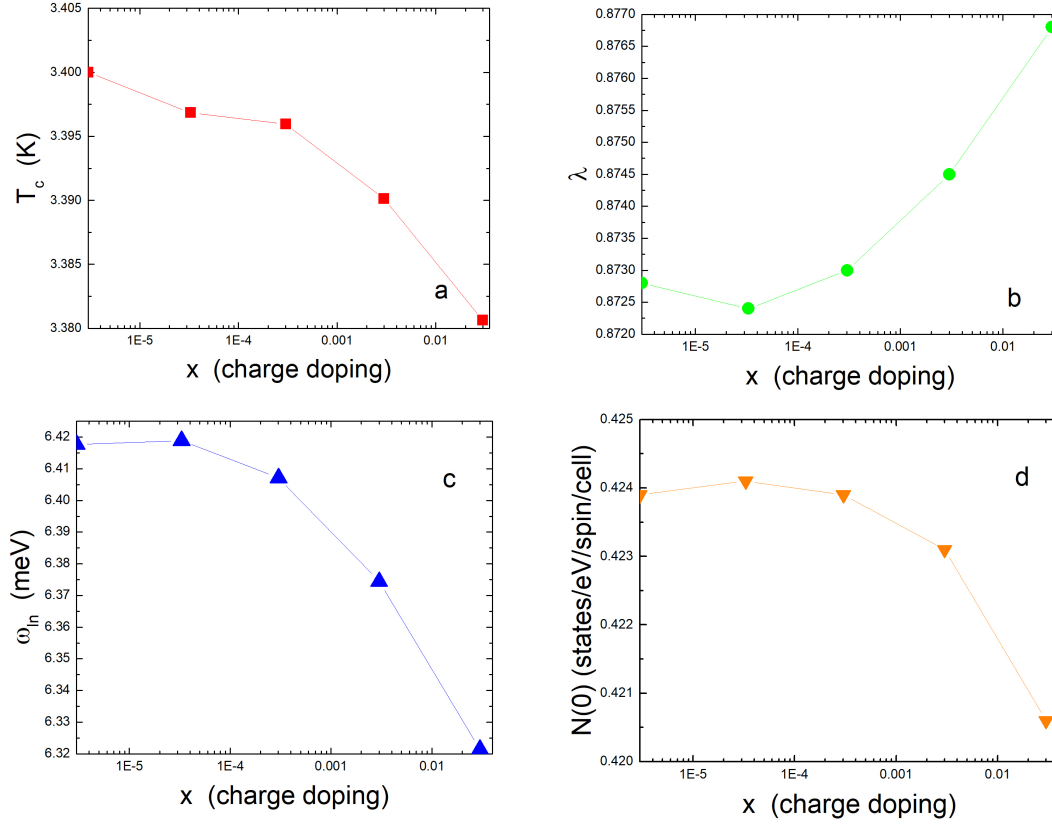 3.405
3.400
3.395
3.390
3.385
3.380
T_c (K)
a
1E-5 1E-4 0.001 0.01
x (charge doping)
0.8770
0.8765
0.8760
0.8755
0.8750
0.8745
0.8740
0.8735
0.8730
0.8725
0.8720
λ
b
1E-5 1E-4 0.001 0.01
x (charge doping)
6.42
6.41
6.40
6.39
6.38
6.37
6.36
6.35
6.34
6.33
6.32
ω_ln (meV)
c
1E-5 1E-4 0.001 0.01
x (charge doping)
0.425
0.424
0.423
0.422
0.421
0.420
N(0) (states/eV/spin/cell)
d
1E-5 1E-4 0.001 0.01
x (charge doping)